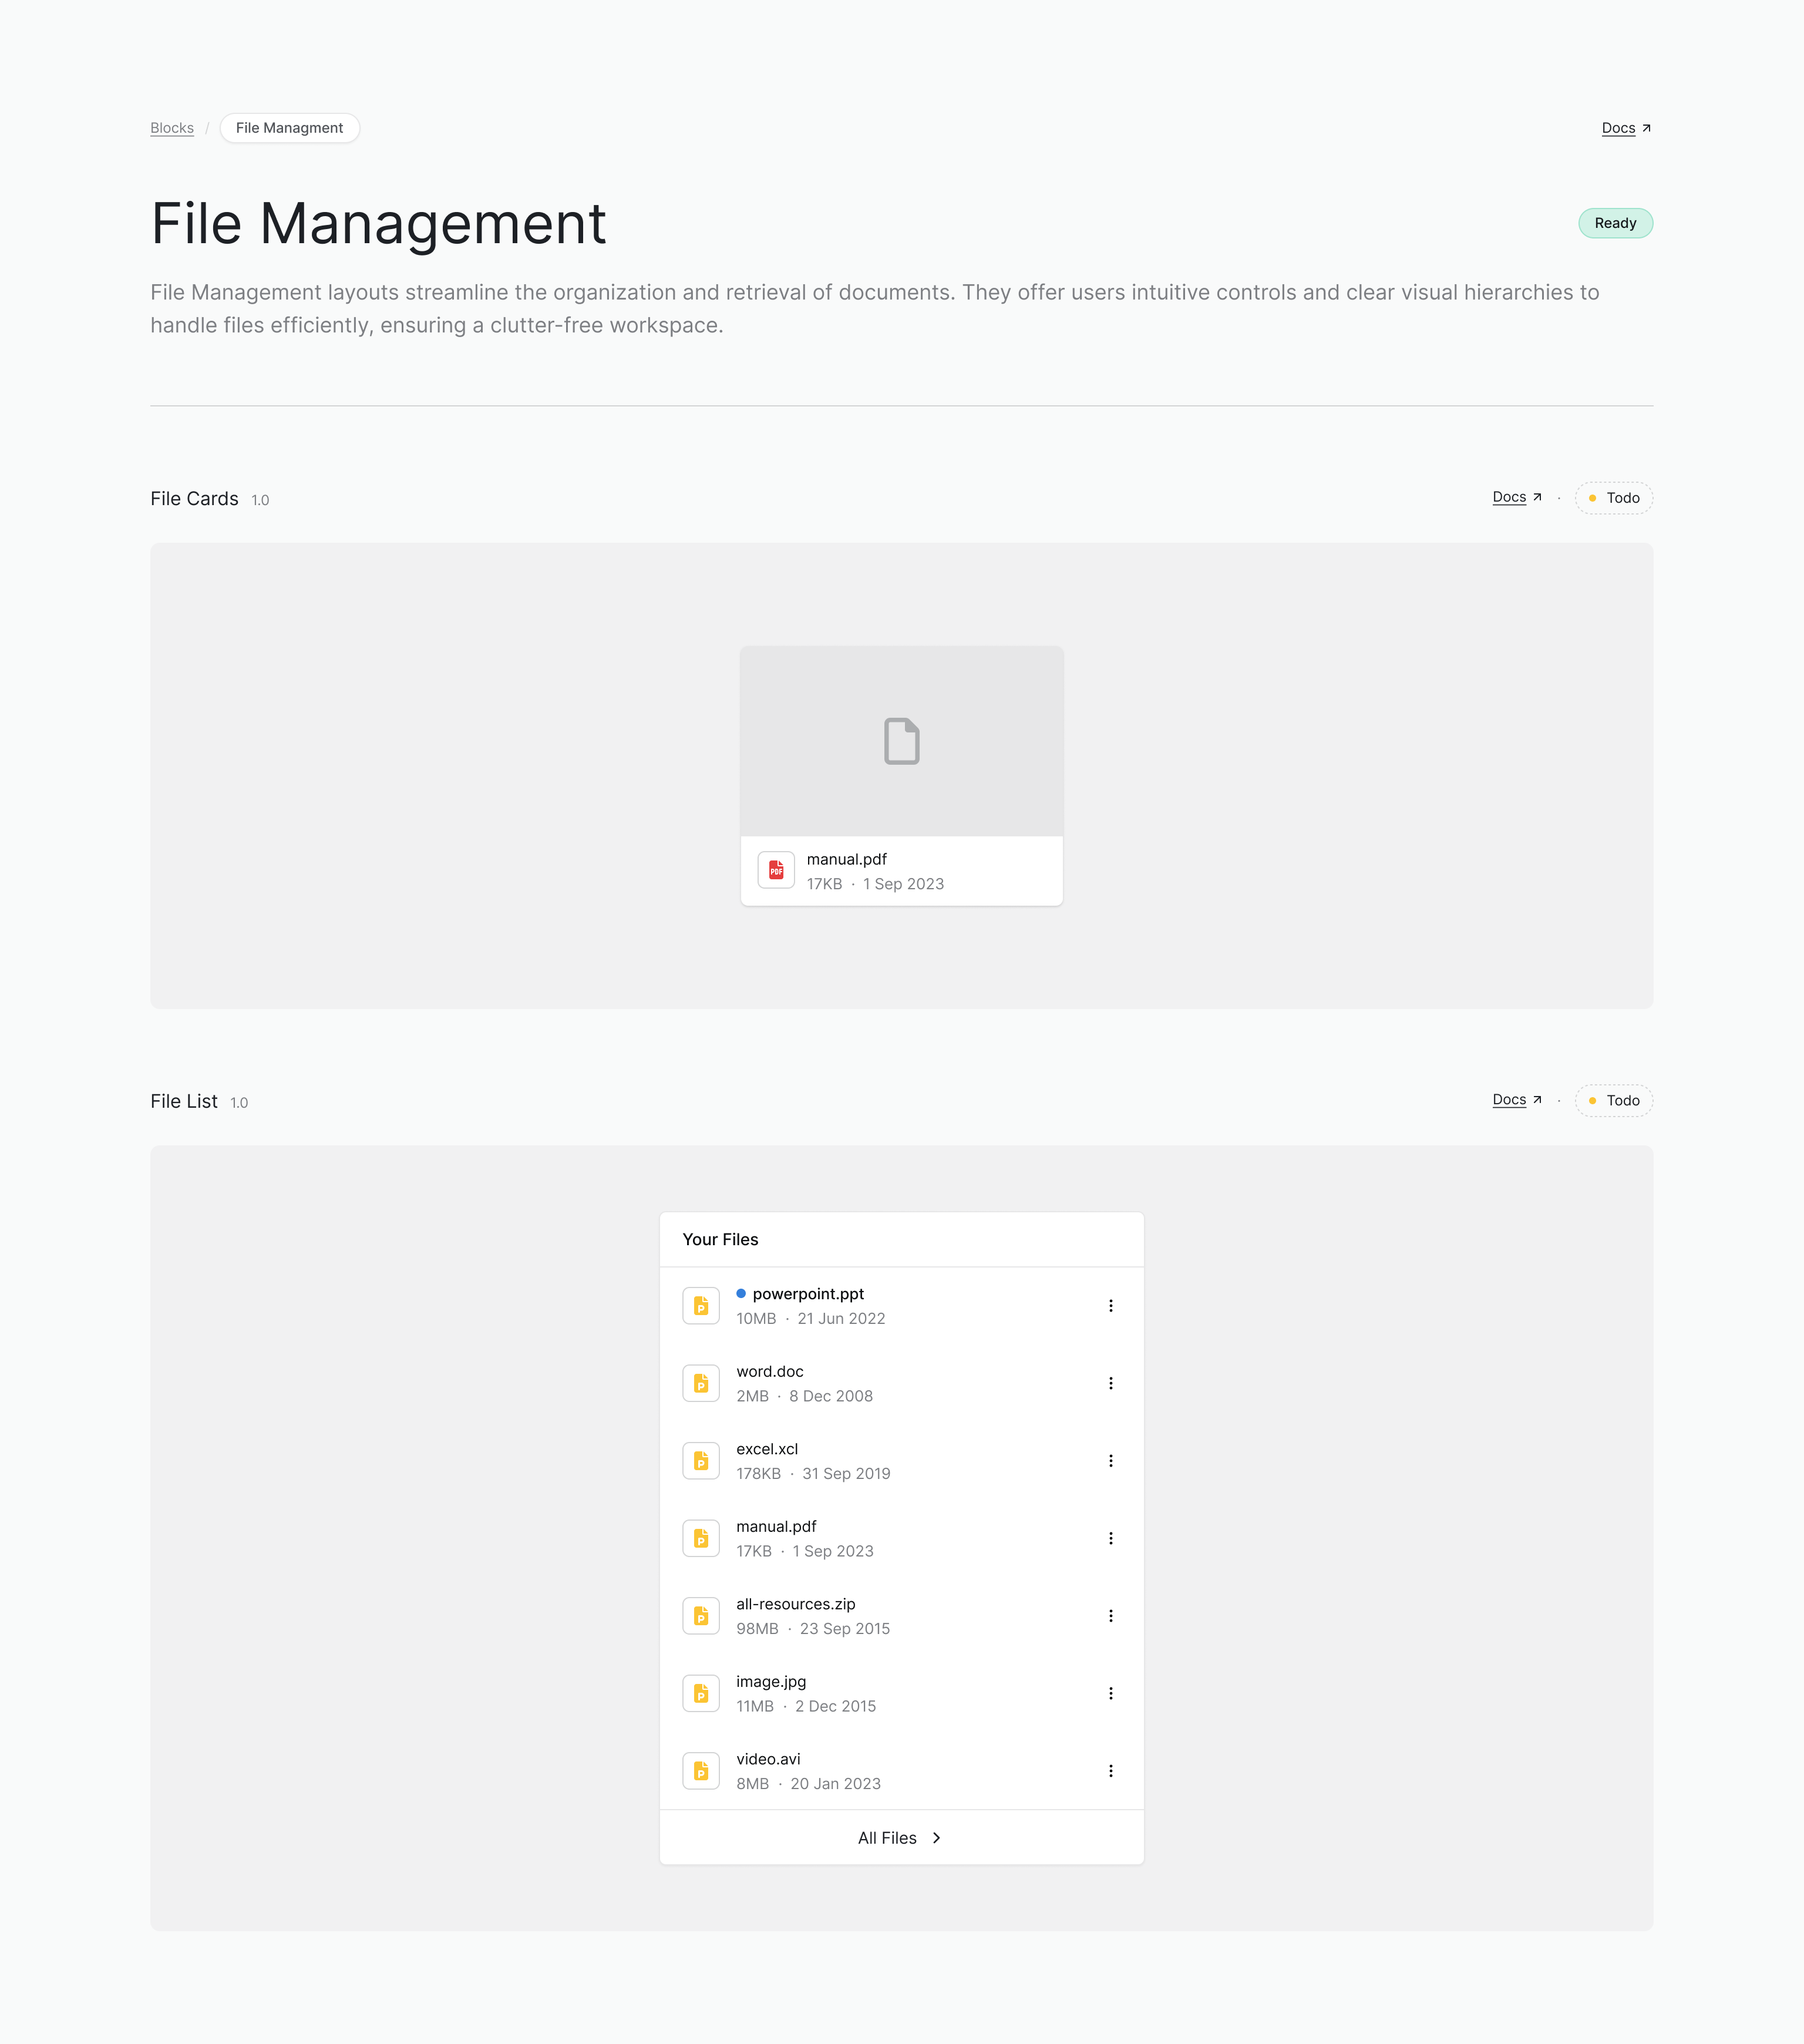 Blocks / File Managment
Docs
File Management
Ready
File Management layouts streamline the organization and retrieval of documents. They offer users intuitive controls and clear visual hierarchies to
handle files efficiently, ensuring a clutter-free workspace.
File Cards 1.0
Docs · Todo
PDF
manual.pdf
17KB · 1 Sep 2023
File List 1.0
Docs · Todo
Your Files
P
powerpoint.ppt
10MB · 21 Jun 2022
P
word.doc
2MB · 8 Dec 2008
P
excel.xcl
178KB · 31 Sep 2019
P
manual.pdf
17KB · 1 Sep 2023
P
all-resources.zip
98MB · 23 Sep 2015
P
image.jpg
11MB · 2 Dec 2015
P
video.avi
8MB · 20 Jan 2023
All Files